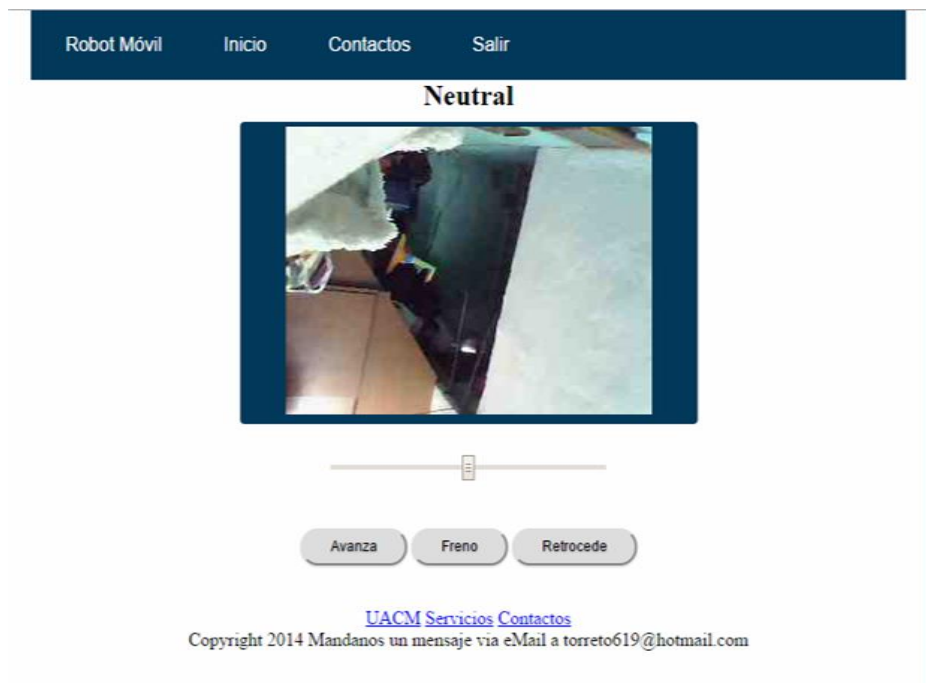 Robot Móvil Inicio Contactos Salir
Neutral
Avanza Freno Retrocede
UACM Servicios Contactos
Copyright 2014 Mandanos un mensaje via eMail a torreto619@hotmail.com